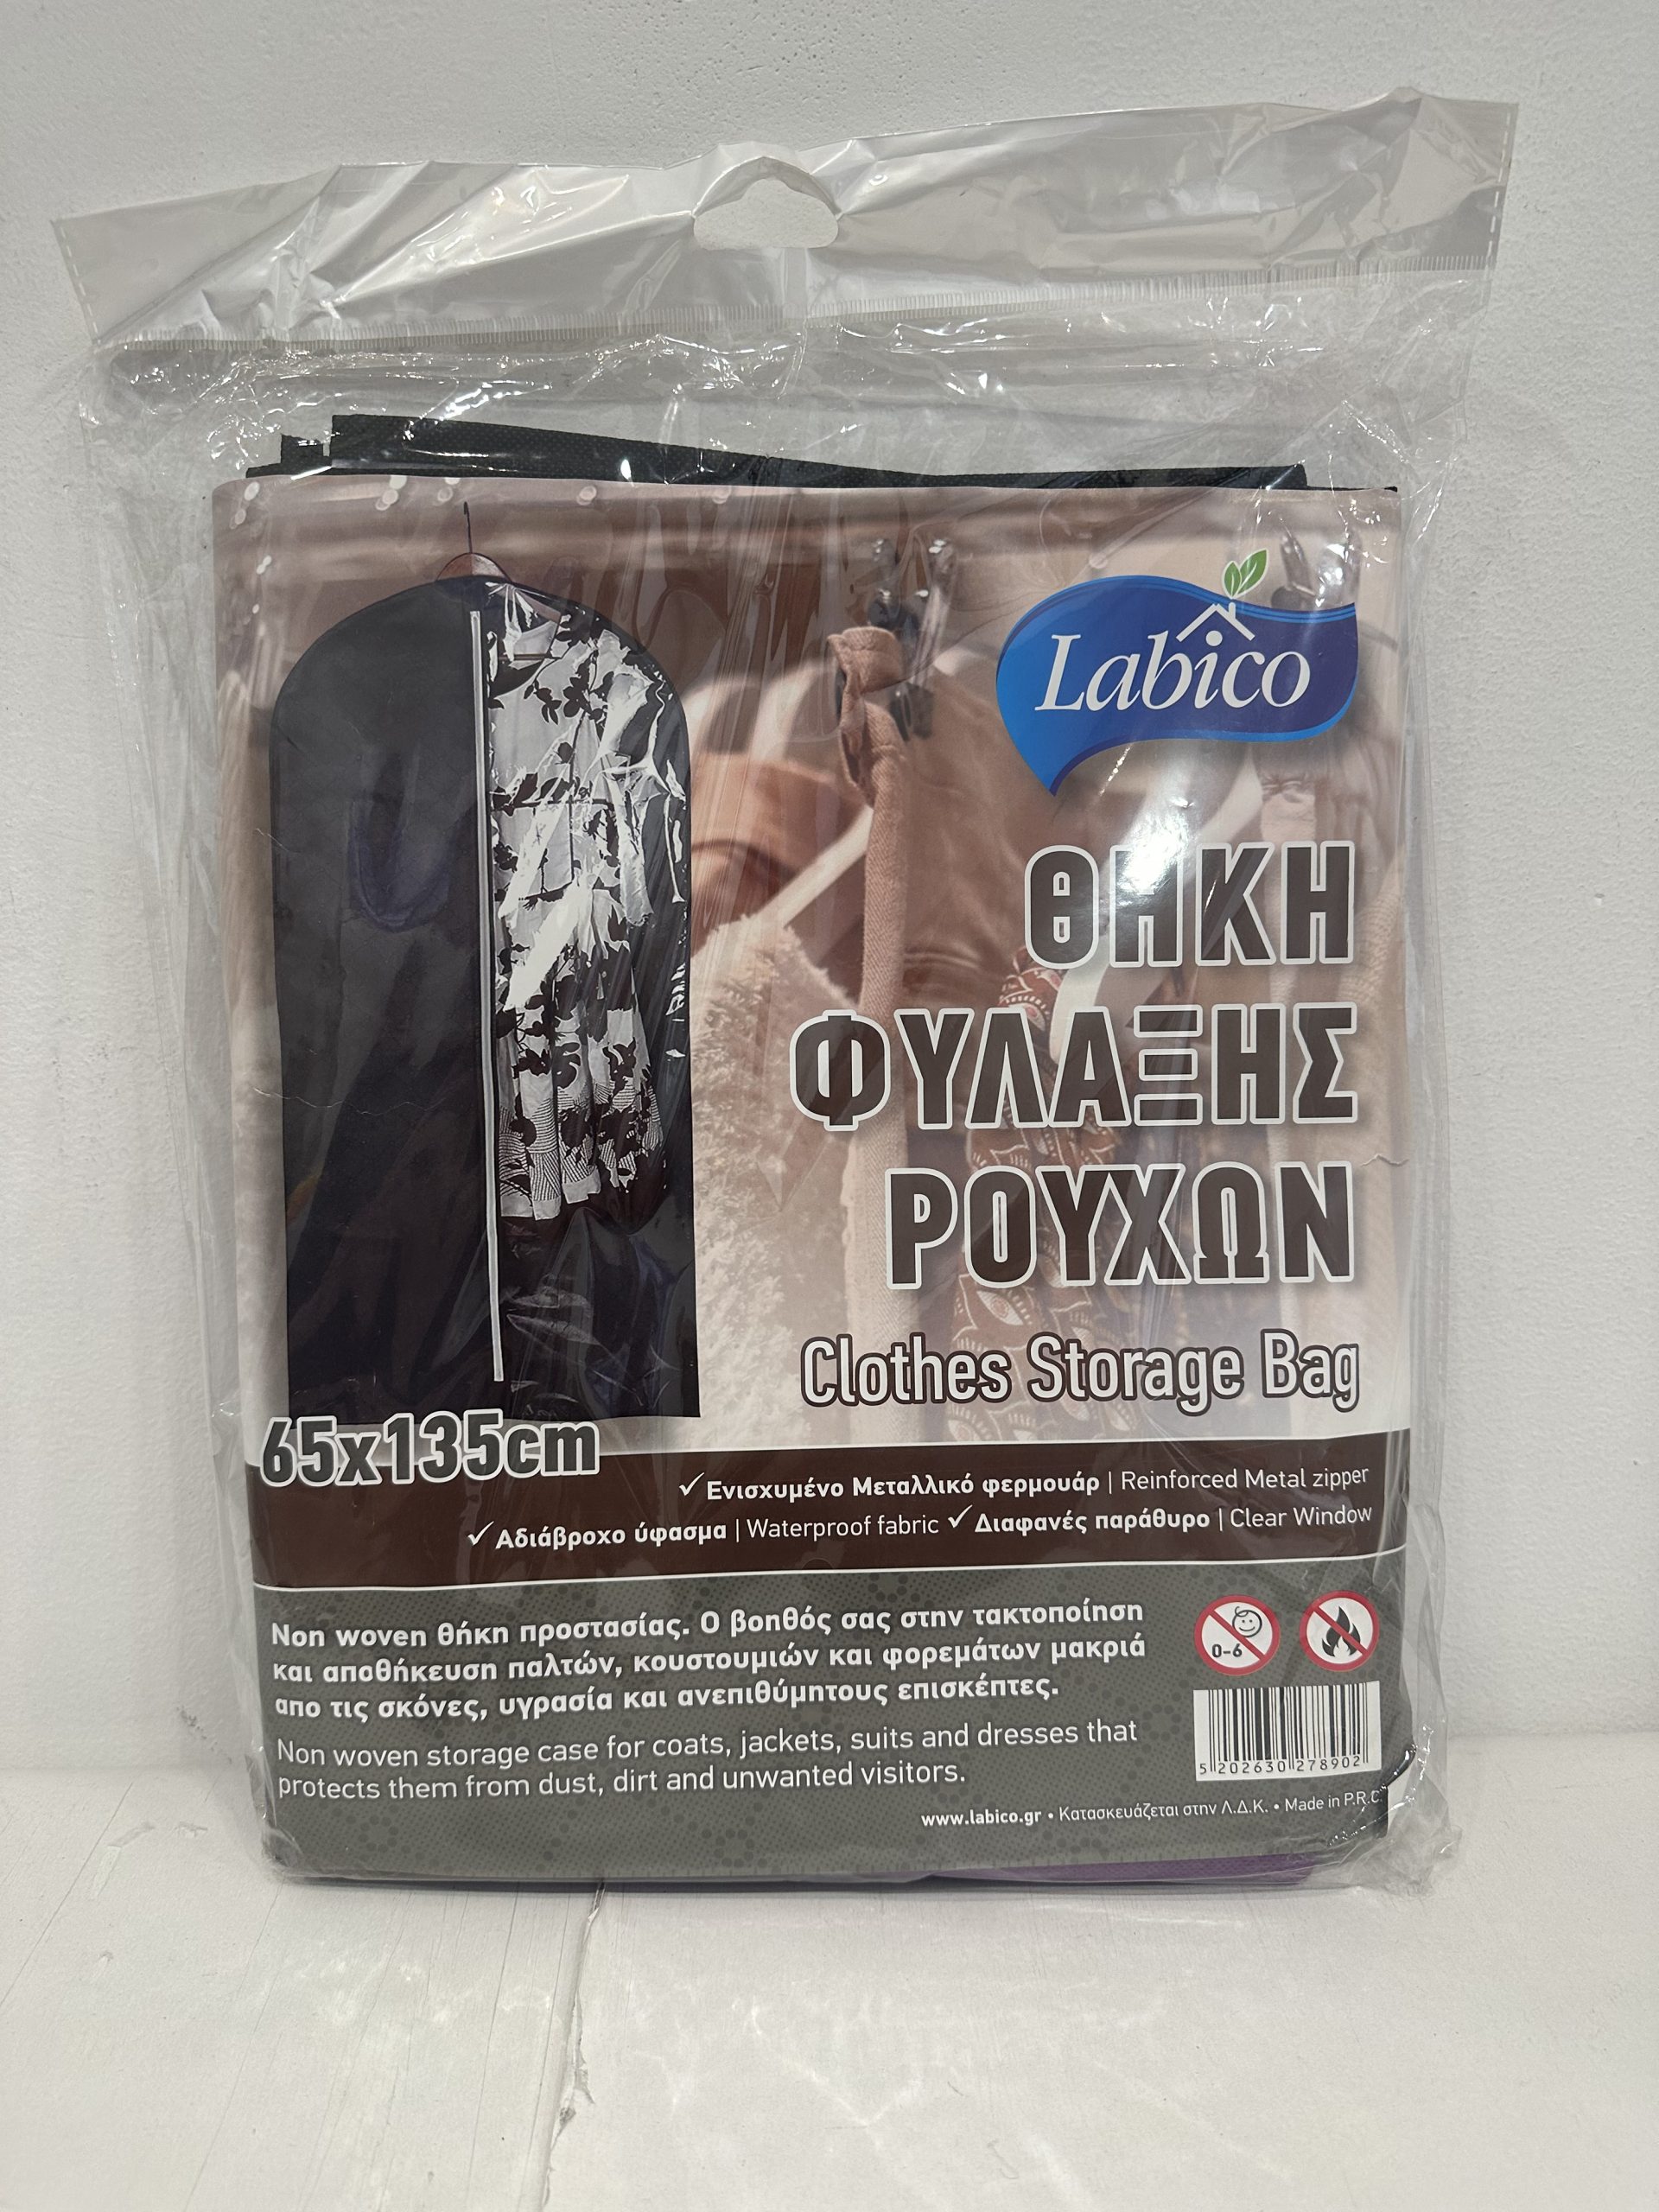 Labico
ΘΗΚΗ
ΦΥΛΑΞΗΣ
ΡΟΥΧΩΝ
Clothes Storage Bag
65x135cm
✓Ενισχυμένο Μεταλλικό φερμουάρ | Reinforced Metal zipper
✓Αδιάβροχο ύφασμα | Waterproof fabric ✓Διαφανές παράθυρο | Clear Window
Non woven θήκη προστασίας. Ο βοηθός σας στην τακτοποίηση
και αποθήκευση παλτών, κουστουμιών και φορεμάτων μακριά
απο τις σκόνες, υγρασία και ανεπιθύμητους επισκέπτες.
Non woven storage case for coats, jackets, suits and dresses that
protects them from dust, dirt and unwanted visitors.
0-6
5 202630 278902
www.labico.gr • Κατασκευάζεται στην Λ.Δ.Κ. • Made in P.R.C.